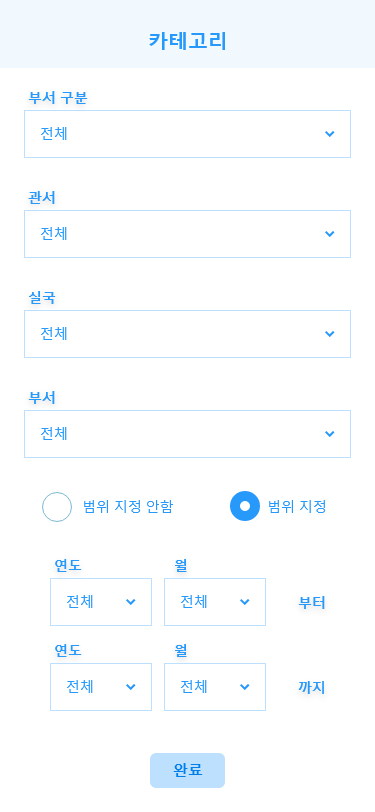 카테고리
부서 구분
전체
관서
전체
실국
전체
부서
전체
범위 지정 안함 범위 지정
연도 월
전체 전체 부터
연도 월
전체 전체 까지
완료